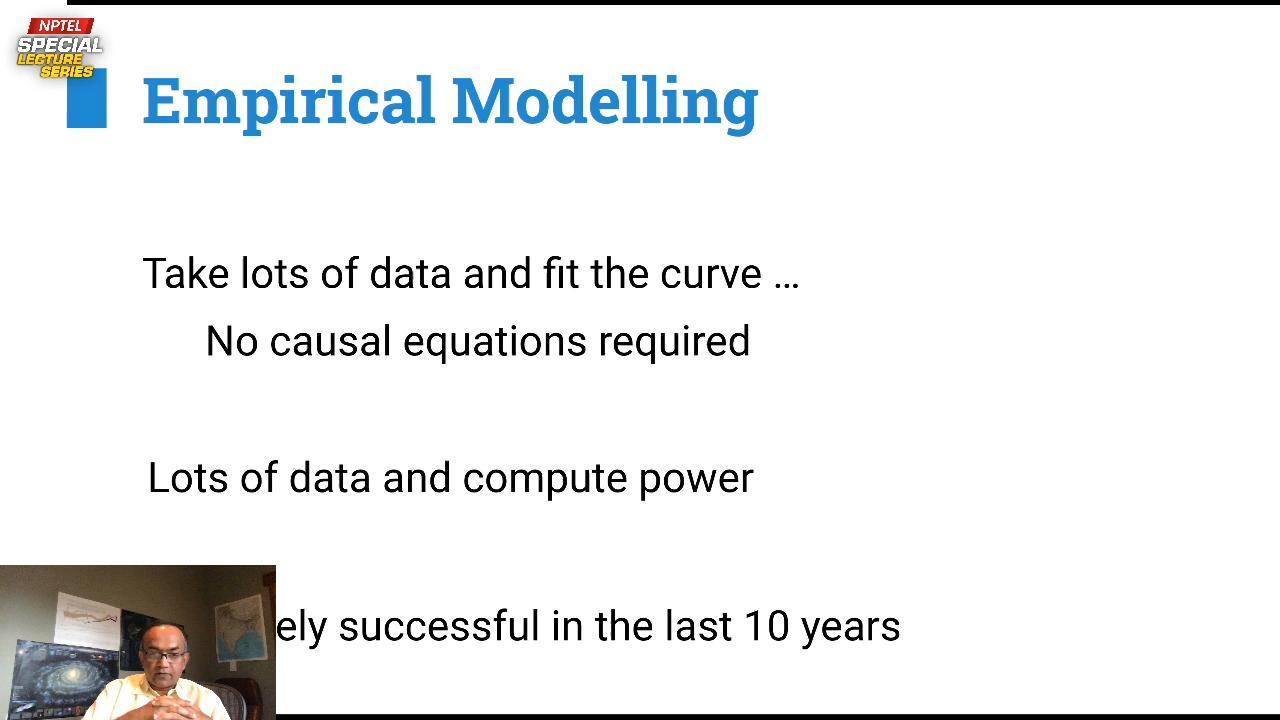 NPTEL
SPECIAL
LECTURE
SERIES
Empirical Modelling
Take lots of data and fit the curve ...
No causal equations required
Lots of data and compute power
successful in the last 10 years